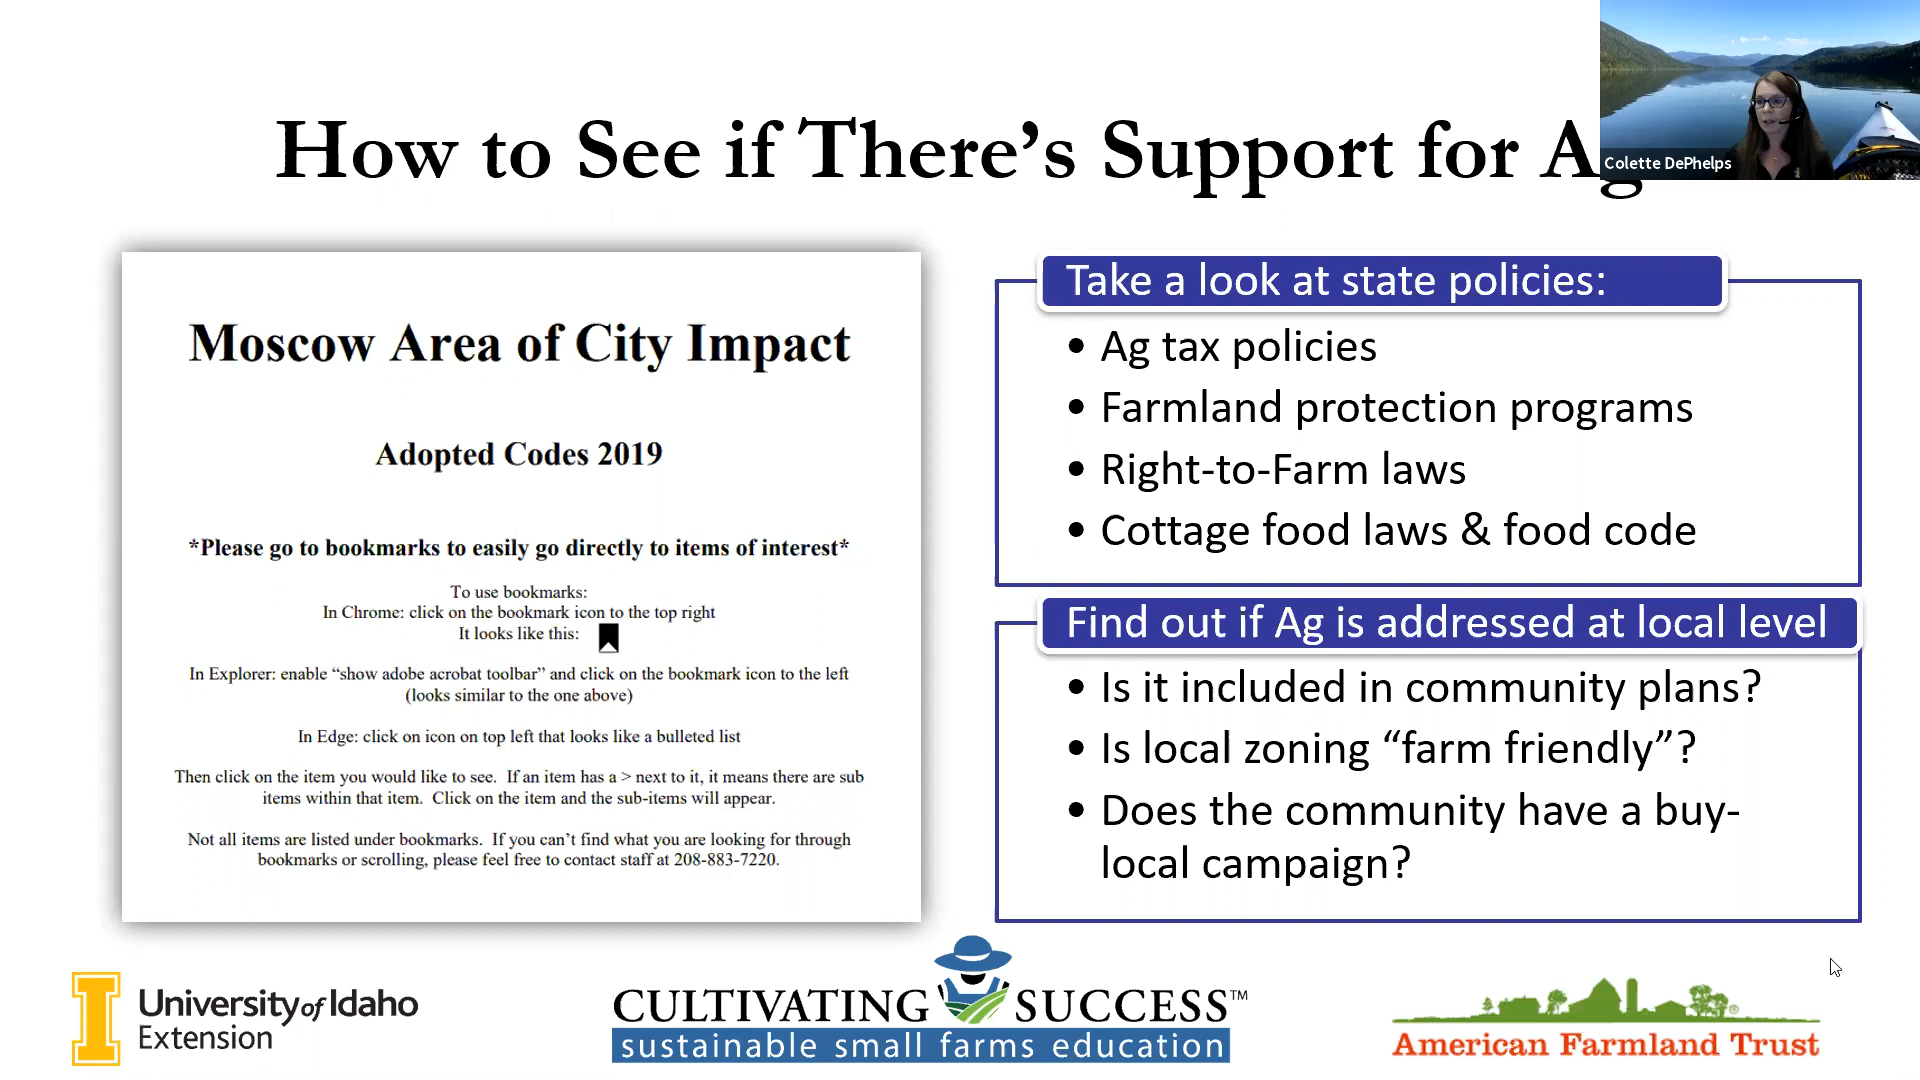 How to See if There's Support for Ag
Colette DePhelps
Moscow Area of City Impact
Adopted Codes 2019
*Please go to bookmarks to easily go directly to items of interest*
To use bookmarks:
In Chrome: click on the bookmark icon to the top right
It looks like this:
In Explorer: enable “show adobe acrobat toolbar” and click on the bookmark icon to the left
(looks similar to the one above)
In Edge: click on icon on top left that looks like a bulleted list
Then click on the item you would like to see. If an item has a > next to it, it means there are sub
items within that item. Click on the item and the sub-items will appear.
Not all items are listed under bookmarks. If you can’t find what you are looking for through
bookmarks or scrolling, please feel free to contact staff at 208-883-7220.
Take a look at state policies:
• Ag tax policies
• Farmland protection programs
• Right-to-Farm laws
• Cottage food laws & food code
Find out if Ag is addressed at local level
• Is it included in community plans?
• Is local zoning “farm friendly”?
• Does the community have a buy-
local campaign?
I
University of Idaho
Extension
CULTIVATING SUCCESS™
sustainable small farms education
American Farmland Trust